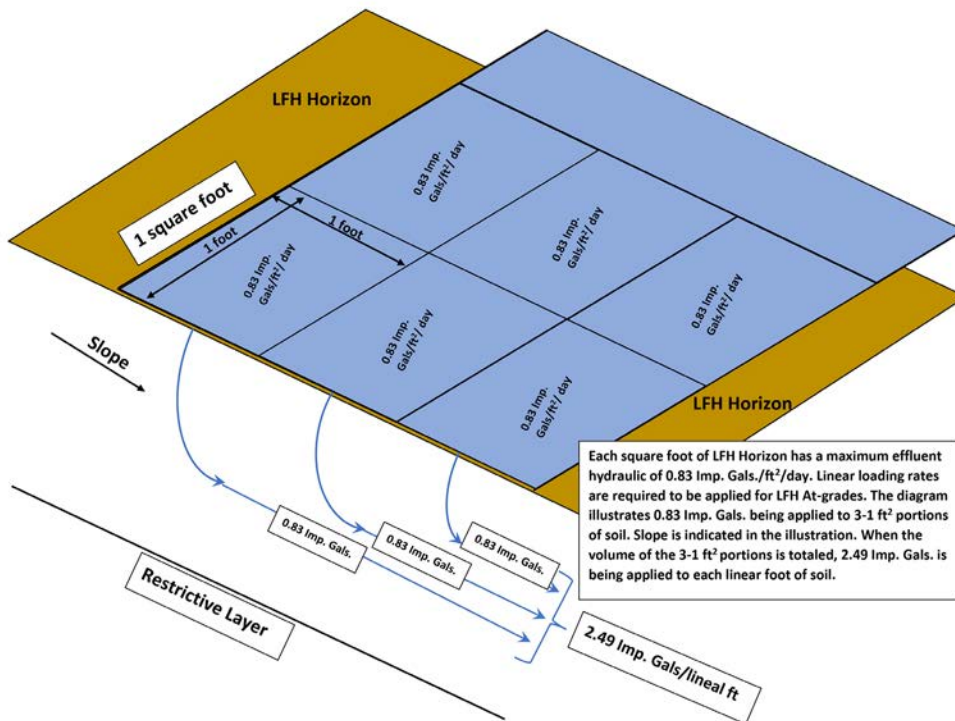 LFH Horizon
0.83 Imp.
Gals/ft²/ day
1 square foot
1 foot
1 foot
0.83 Imp.
Gals/ft²/ day
0.83 Imp.
Gals/ft²/ day
0.83 Imp.
Gals/ft²/ day
0.83 Imp.
Gals/ft²/ day
0.83 Imp.
Gals/ft²/ day
Slope
LFH Horizon
Each square foot of LFH Horizon has a maximum effluent
hydraulic of 0.83 Imp. Gals./ft²/day. Linear loading rates
are required to be applied for LFH At-grades. The diagram
illustrates 0.83 Imp. Gals. being applied to 3-1 ft² portions
of soil. Slope is indicated in the illustration. When the
volume of the 3-1 ft² portions is totaled, 2.49 Imp. Gals. is
being applied to each linear foot of soil.
0.83 Imp. Gals.
0.83 Imp. Gals.
0.83 Imp. Gals.
Restrictive Layer
2.49 Imp. Gals/lineal ft